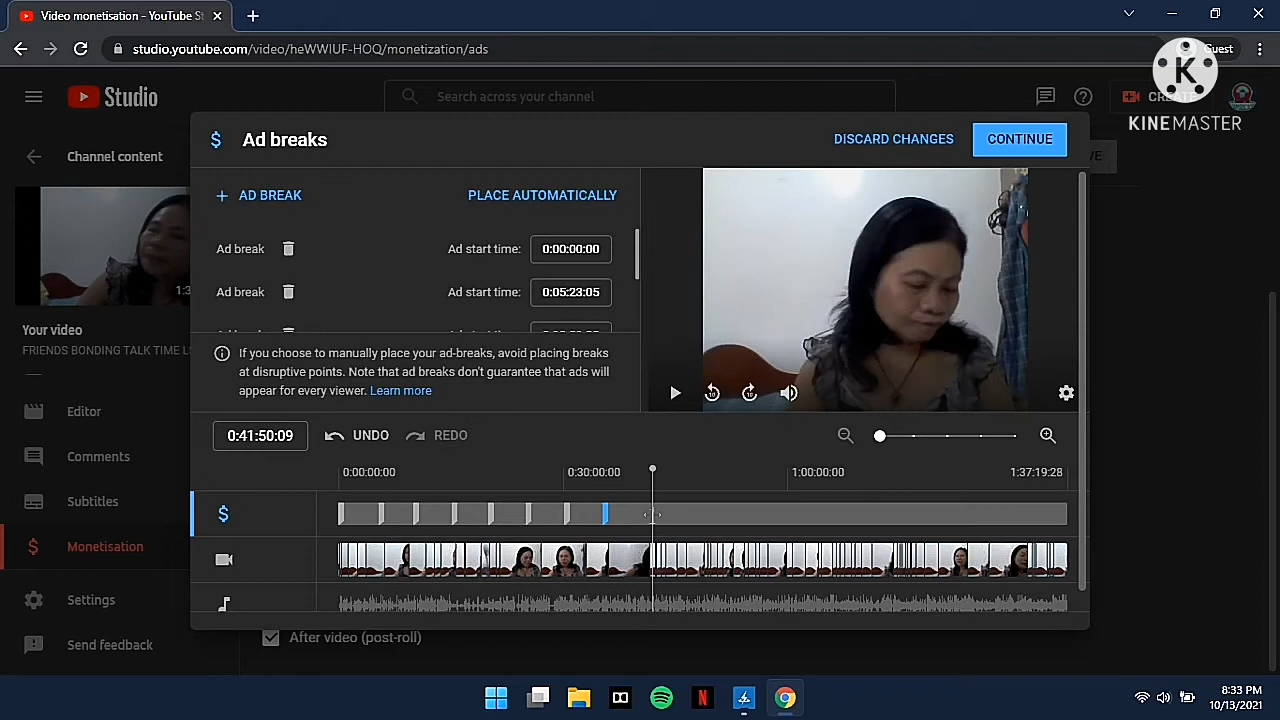 Video monetisation - YouTube St
studio.youtube.com/video/heWWIUF-HOQ/monetization/ads
Guest
Studio
Search across your channel
CREATE
K
KINEMASTER
Channel content
Ad breaks
DISCARD CHANGES
CONTINUE
+ AD BREAK
PLACE AUTOMATICALLY
Ad break
Ad start time:
0:00:00:00
Ad break
Ad start time:
0:05:23:05
Your video
FRIENDS BONDING TALK TIME L
If you choose to manually place your ad-breaks, avoid placing breaks
at disruptive points. Note that ad breaks don't guarantee that ads will
appear for every viewer. Learn more
10
10
Editor
Comments
Subtitles
Monetisation
Settings
Send feedback
0:41:50:09
UNDO
REDO
0:00:00:00
0:30:00:00
1:00:00:00
1:37:19:28
$
After video (post-roll)
8:33 PM
10/13/2021